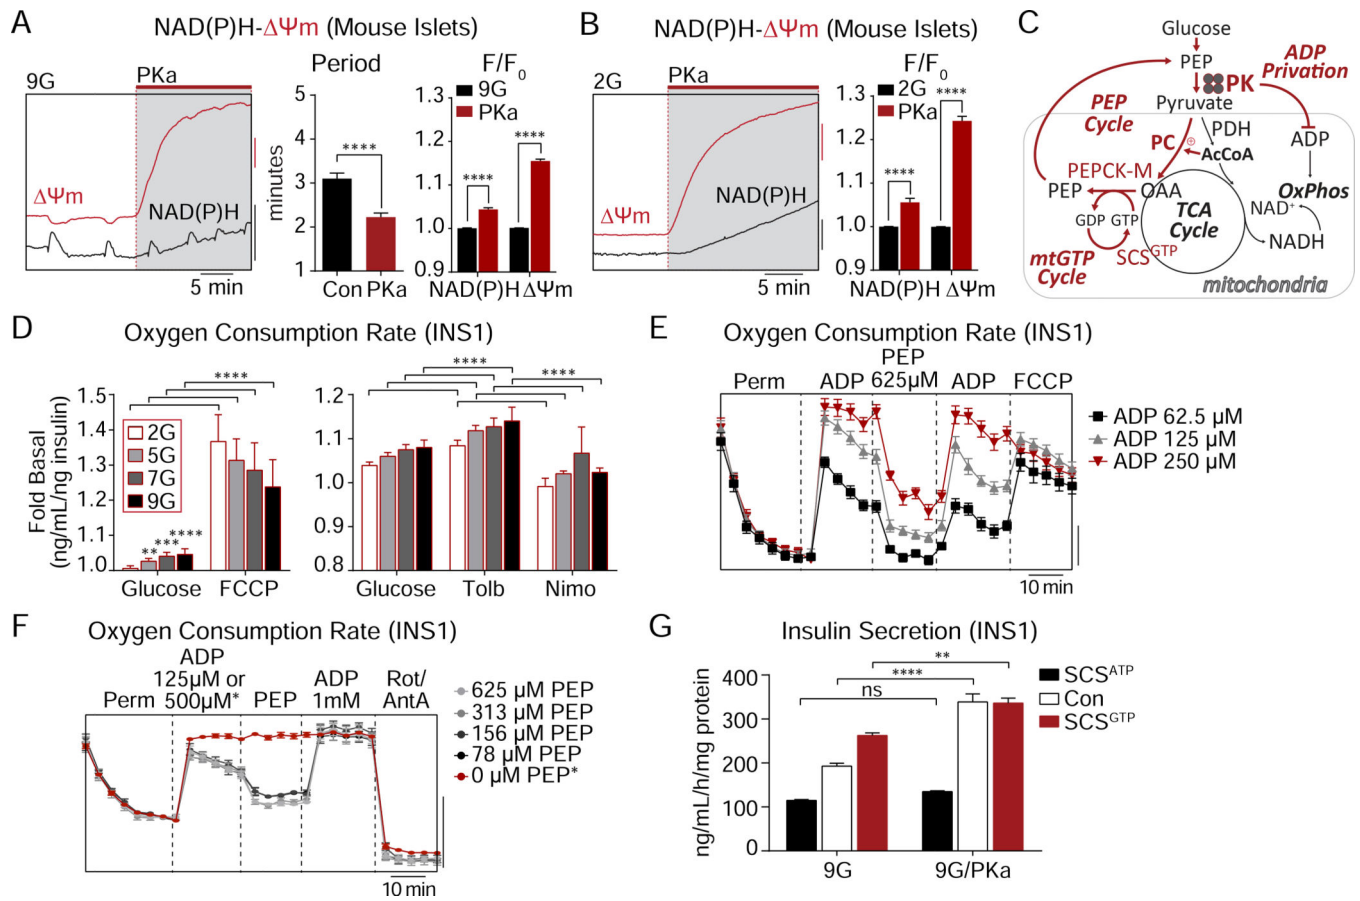 A
NAD(P)H-ΔΨm (Mouse Islets)
9G
PKa
ΔΨm
NAD(P)H
5 min
Period
minutes
5
4
3
2
1
****
Con PKa
F/F0
9G
PKa
1.3
1.2
1.1
1.0
0.9
****
****
NAD(P)H ΔΨm
B
NAD(P)H-ΔΨm (Mouse Islets)
2G
PKa
ΔΨm
NAD(P)H
5 min
F/F0
2G
PKa
1.3
1.2
1.1
1.0
0.9
****
****
NAD(P)H ΔΨm
C
Glucose
PEP
PK
ADP
Privation
Pyruvate
PEP
Cycle
PC
+
PDH
AcCoA
ADP
PEPCK-M
PEP
OAA
OxPhos
GDP
GTP
TCA
Cycle
NAD+
NADH
mtGTP
Cycle
SCSGTP
mitochondria
D
Oxygen Consumption Rate (INS1)
Fold Basal
(ng/mL/ng insulin)
1.5
1.4
1.3
1.2
1.1
1.0
2G
5G
7G
9G
**
***
****
****
Glucose
FCCP
1.2
1.1
1.0
0.9
0.8
****
****
Glucose
Tolb
Nimo
E
Oxygen Consumption Rate (INS1)
Perm
ADP
PEP
625µM
ADP
FCCP
ADP 62.5 µM
ADP 125 µM
ADP 250 µM
10 min
F
Oxygen Consumption Rate (INS1)
Perm
ADP
125µM or
500µM*
PEP
ADP
1mM
Rot/
AntA
625 µM PEP
313 µM PEP
156 µM PEP
78 µM PEP
0 µM PEP*
10 min
G
Insulin Secretion (INS1)
ng/mL/h/mg protein
400
300
200
100
0
**
****
ns
SCSATP
Con
SCSGTP
9G
9G/PKa